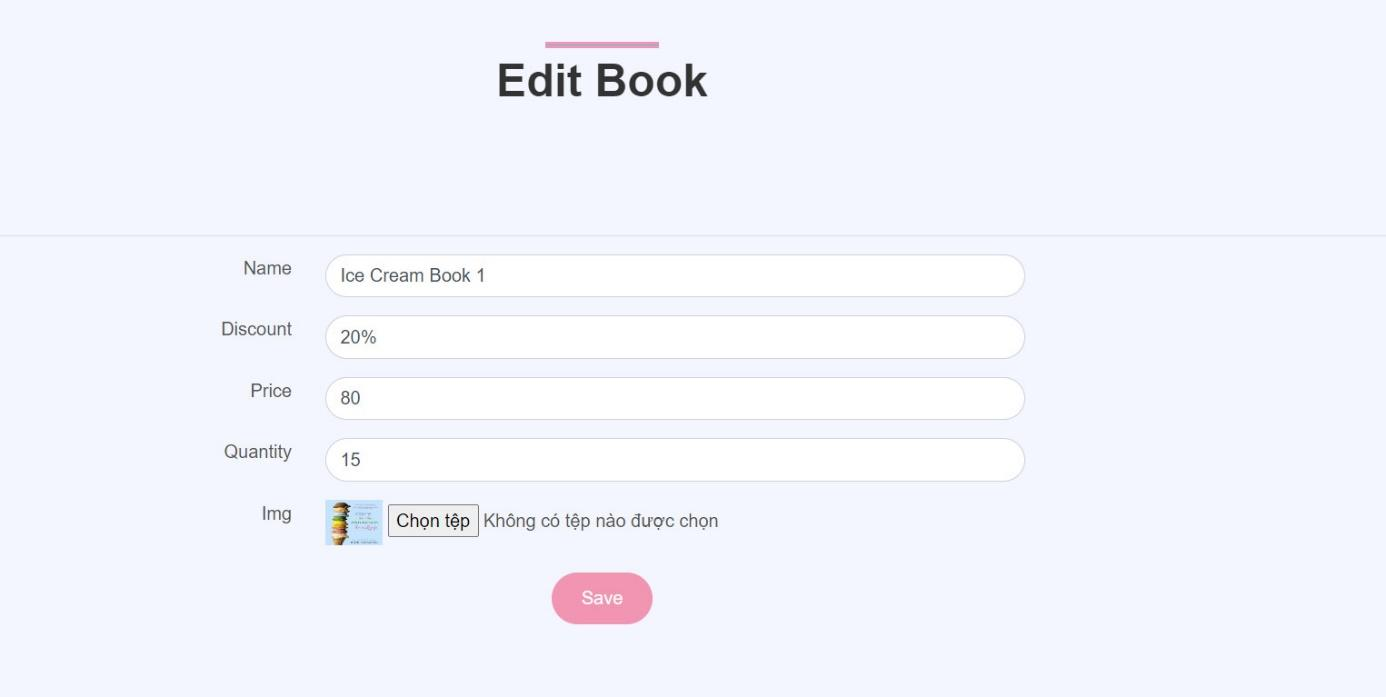 Edit Book
Name
Ice Cream Book 1
Discount
20%
Price
80
Quantity
15
Img
Chọn tệp Không có tệp nào được chọn
Save